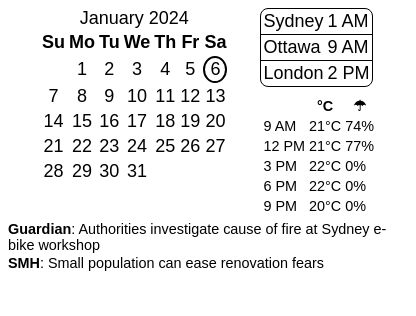 January 2024
Su Mo Tu We Th Fr Sa
1 2 3 4 5 6
7 8 9 10 11 12 13
14 15 16 17 18 19 20
21 22 23 24 25 26 27
28 29 30 31
Sydney 1 AM
Ottawa 9 AM
London 2 PM
°C ☂
9 AM 21°C 74%
12 PM 21°C 77%
3 PM 22°C 0%
6 PM 22°C 0%
9 PM 20°C 0%
Guardian: Authorities investigate cause of fire at Sydney e-
bike workshop
SMH: Small population can ease renovation fears